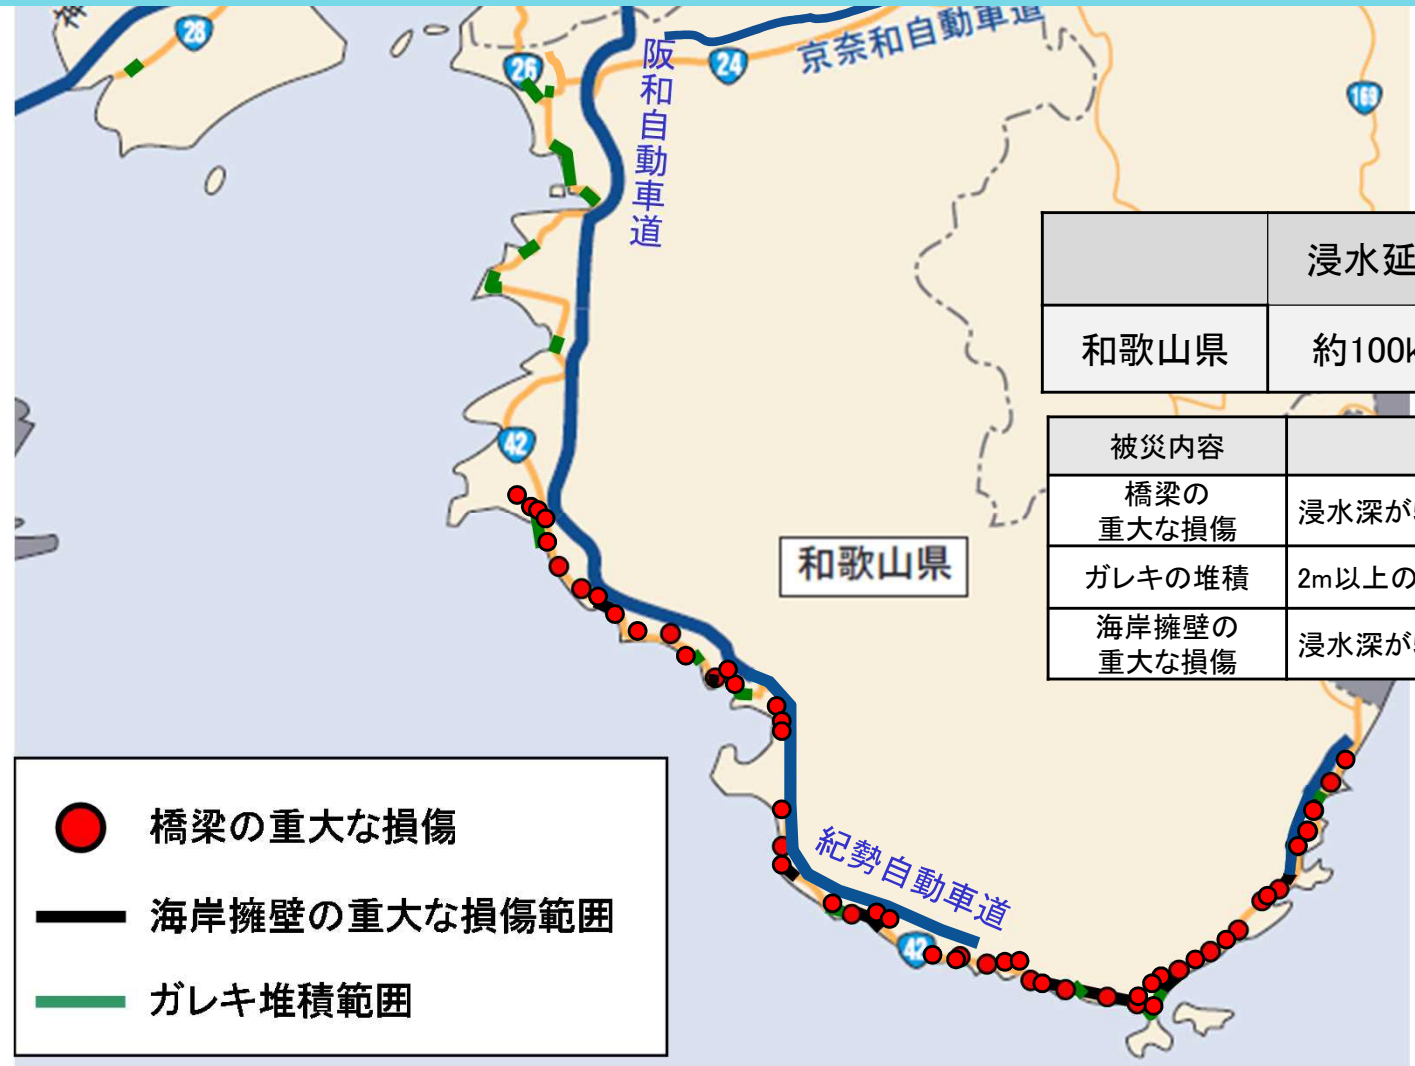 28
26
阪和自動車道
24
京奈和自動車道
169
浸水延
和歌山県
約100k
42
被災内容
橋梁の
重大な損傷
浸水深が
ガレキの堆積
2m以上の
海岸擁壁の
重大な損傷
浸水深が
和歌山県
橋梁の重大な損傷
海岸擁壁の重大な損傷範囲
ガレキ堆積範囲
紀勢自動車道
42